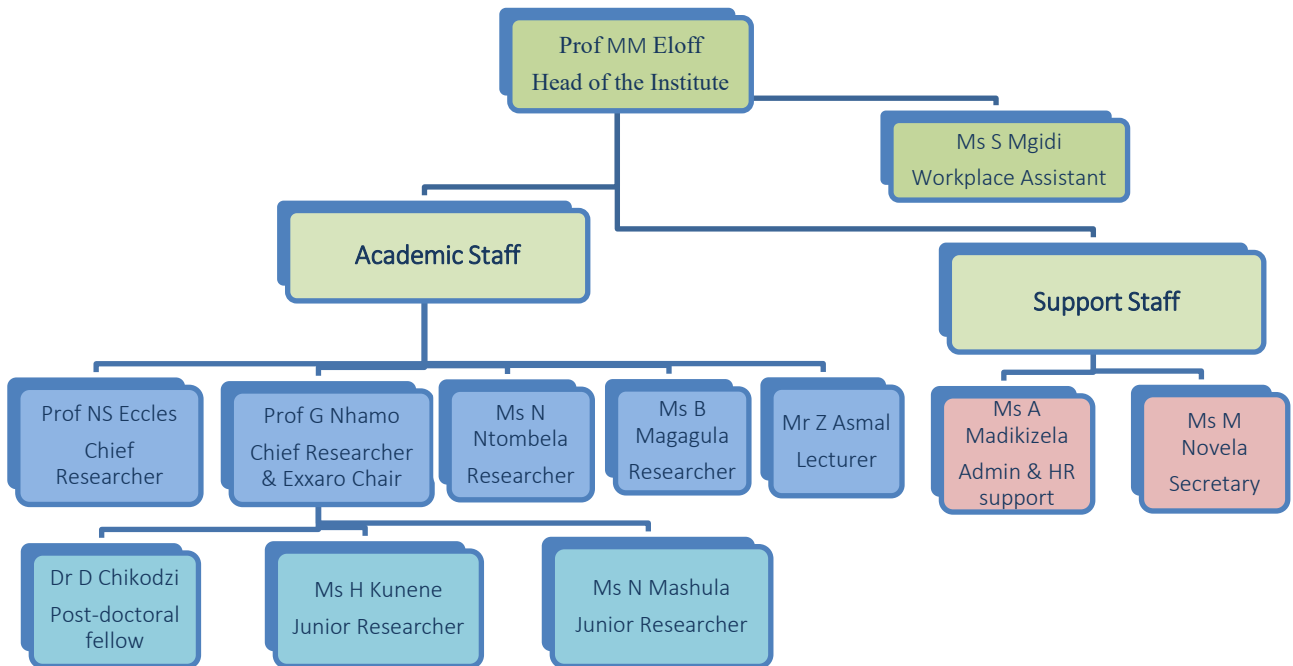 Prof MM Eloff
Head of the Institute
Ms S Mgidi
Workplace Assistant
Academic Staff
Support Staff
Prof NS Eccles
Chief
Researcher
Prof G Nhamo
Chief Researcher
& Exxaro Chair
Ms N
Ntombela
Researcher
Ms B
Magagula
Researcher
Mr Z Asmal
Lecturer
Ms A
Madikizela
Admin & HR
support
Ms M
Novela
Secretary
Dr D Chikodzi
Post-doctoral
fellow
Ms H Kunene
Junior Researcher
Ms N Mashula
Junior Researcher